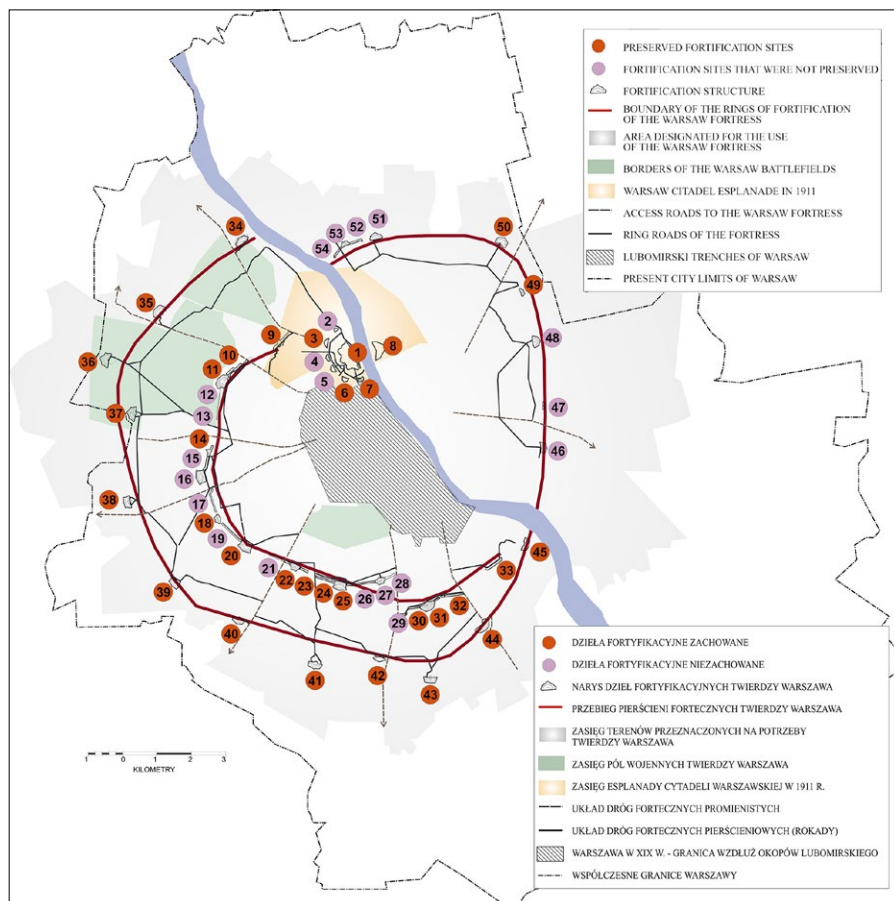 PRESERVED FORTIFICATION SITES
FORTIFICATION SITES THAT WERE NOT PRESERVED
FORTIFICATION STRUCTURE
BOUNDARY OF THE RINGS OF FORTIFICATION
OF THE WARSAW FORTRESS
AREA DESIGNATED FOR THE USE
OF THE WARSAW FORTRESS
BORDERS OF THE WARSAW BATTLEFIELDS
WARSAW CITADEL ESPLANADE IN 1911
ACCESS ROADS TO THE WARSAW FORTRESS
RING ROADS OF THE FORTRESS
LUBOMIRSKI TRENCHES OF WARSAW
PRESENT CITY LIMITS OF WARSAW
51
52
53
54
50
34
49
35
2
9
3
48
1
8
10
4
36
11
5
7
12
6
47
37
13
14
46
15
16
38
17
18
19
45
20
21
33
28
22
23
24
27
39
25
26
32
31
30
29
40
44
42
41
43
DZIEŁA FORTYFIKACYJNE ZACHOWANE
DZIEŁA FORTYFIKACYJNE NIEZACHOWANE
NARYS DZIEŁ FORTYFIKACYJNYCH TWIERDZY WARSZAWA
PRZEBIEG PIERŚCIENI FORTECZNYCH TWIERDZY WARSZAWA
ZASIĘG TERENÓW PRZEZNACZONYCH NA POTRZEBY
TWIERDZY WARSZAWA
ZASIĘG PÓL WOJENNYCH TWIERDZY WARSZAWA
ZASIĘG ESPLANADY CYTADELI WARSZAWSKIEJ W 1911 R.
UKŁAD DRÓG FORTECZNYCH PROMIENISTYCH
UKŁAD DRÓG FORTECZNYCH PIERŚCIENIOWYCH (ROKADY)
WARSZAWA W XIX W. - GRANICA WZDŁUŻ OKOPÓW LUBOMIRSKIEGO
WSPÓŁCZESNE GRANICE WARSZAWY
1 0 1 2 3
KILOMETRY